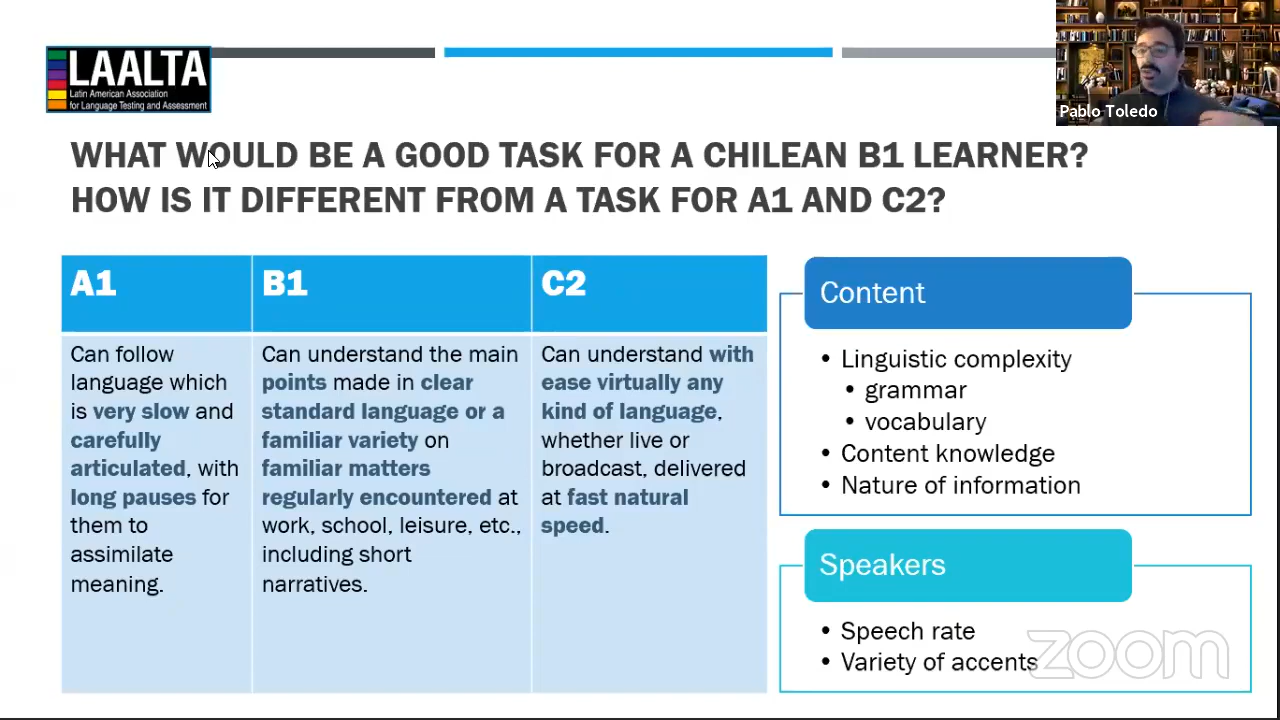 LAALTA
Latin American Association
for Language Testing and Assessment
Pablo Toledo
WHAT WOULD BE A GOOD TASK FOR A CHILEAN B1 LEARNER?
HOW IS IT DIFFERENT FROM A TASK FOR A1 AND C2?
A1
Can follow
language which
is very slow and
carefully
articulated, with
long pauses for
them to
assimilate
meaning.
B1
Can understand the main
points made in clear
standard language or a
familiar variety on
familiar matters
regularly encountered at
work, school, leisure, etc.,
including short
narratives.
C2
Can understand with
ease virtually any
kind of language,
whether live or
broadcast, delivered
at fast natural
speed.
Content
• Linguistic complexity
• grammar
• vocabulary
• Content knowledge
• Nature of information
Speakers
• Speech rate
• Variety of accents
zoom